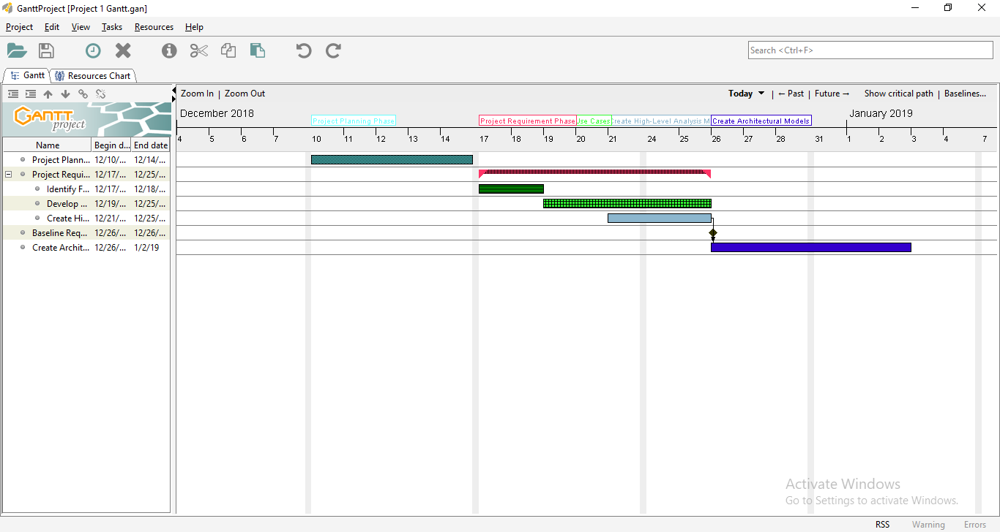 GanttProject [Project 1 Gantt.gan]
Project Edit View Tasks Resources Help
Search <Ctrl+F>
Gantt Resources Chart
Zoom In | Zoom Out Today | ←Past | Future→ Show critical path | Baselines...
GANTT project
December 2018 January 2019
Project Planning Phase Project Requirement Phase Use Cases Create High-Level Analysis M Create Architectural Models
4 5 6 7 10 11 12 13 14 17 18 19 20 21 24 25 26 27 28 31 1 2 3 4 7
Name Begin d... End date
Project Plann... 12/10/... 12/14/...
Project Requi... 12/17/... 12/25/...
Identify F... 12/17/... 12/18/...
Develop ... 12/19/... 12/25/...
Create Hi... 12/21/... 12/25/...
Baseline Req... 12/26/... 12/26/...
Create Archit... 12/26/... 1/2/19
Activate Windows
Go to Settings to activate Windows.
RSS Warning Errors